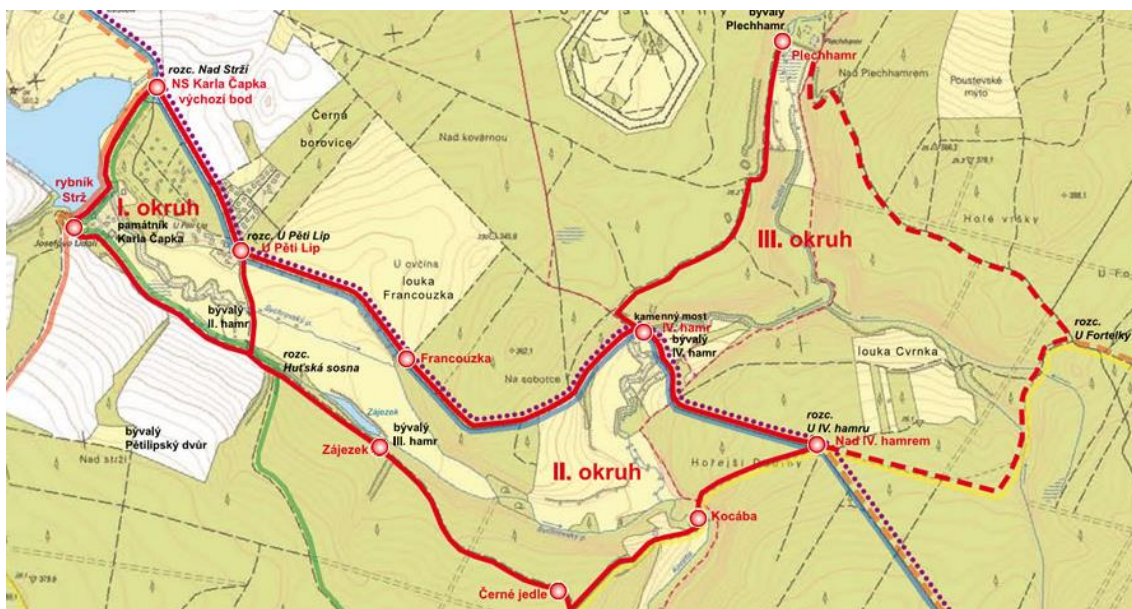 bývalý
Plechhamr
Plechhamr
Nad Plechhamrem
Poustevské
mýto
rozc. Nad Strží
NS Karla Čapka
výchozí bod
Černá
borovice
Nad kovárnou
rybník
Strž
I. okruh
památník
Karla Čapka
rozc. U Pěti Lip
U Pěti Lip
III. okruh
Holé vršky
U ovčína
louka
Francouzka
bývalý
II. hamr
kamenný most
IV. hamr
bývalý
IV. hamr
rozc.
U Fortelky
louka Cvrnka
rozc.
Huťská sosna
Francouzka
Na sobotce
Zájezek
bývalý
III. hamr
Zájezek
bývalý
Pětilipský dvůr
Nad strží
rozc.
U IV. hamru
Nad IV. hamrem
II. okruh
Hořejší
Kocába
Černé jedle